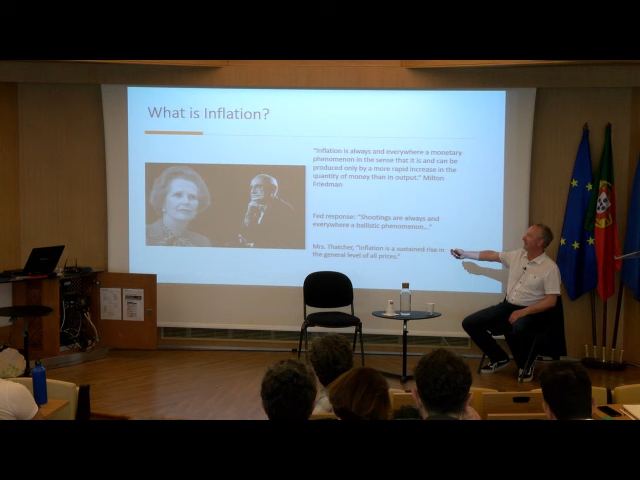 What is Inflation?
"Inflation is always and everywhere a monetary
phenomenon in the sense that it is and can be
produced only by a more rapid increase in the
quantity of money than in output." Milton
Friedman
Fed response: "Shootings are always and
everywhere a ballistic phenomenon..."
Mrs. Thatcher, "Inflation is a sustained rise in
the general level of all prices."